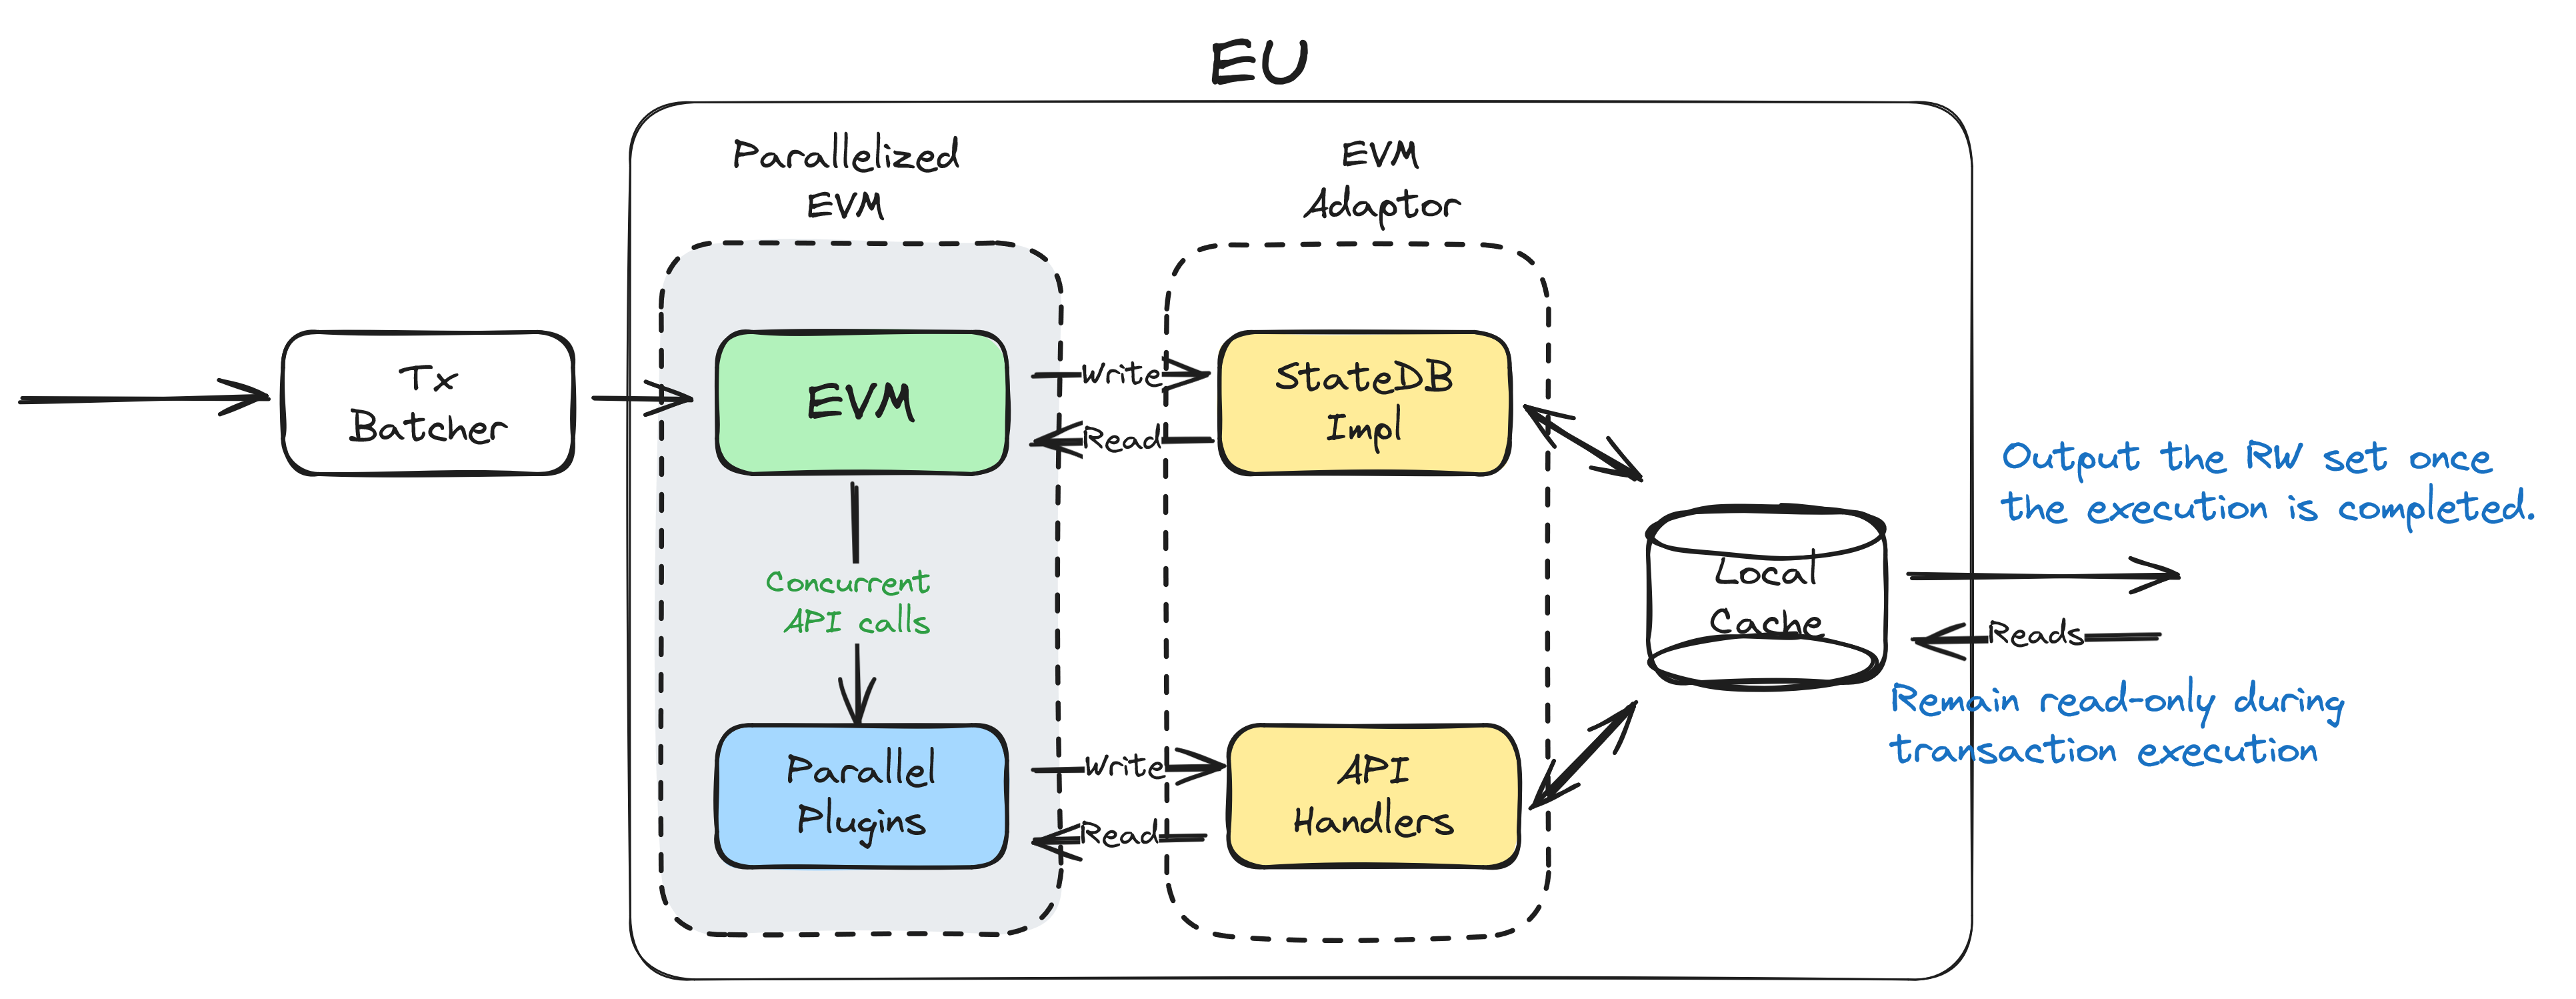 EU
Parallelized
EVM
EVM
Adaptor
Tx
Batcher
EVM
Write
Read
StateDB
Impl
Concurrent
API calls
Parallel
Plugins
Write
Read
API
Handlers
Local
Cache
Output the RW set once
the execution is completed.
Reads
Remain read-only during
transaction execution